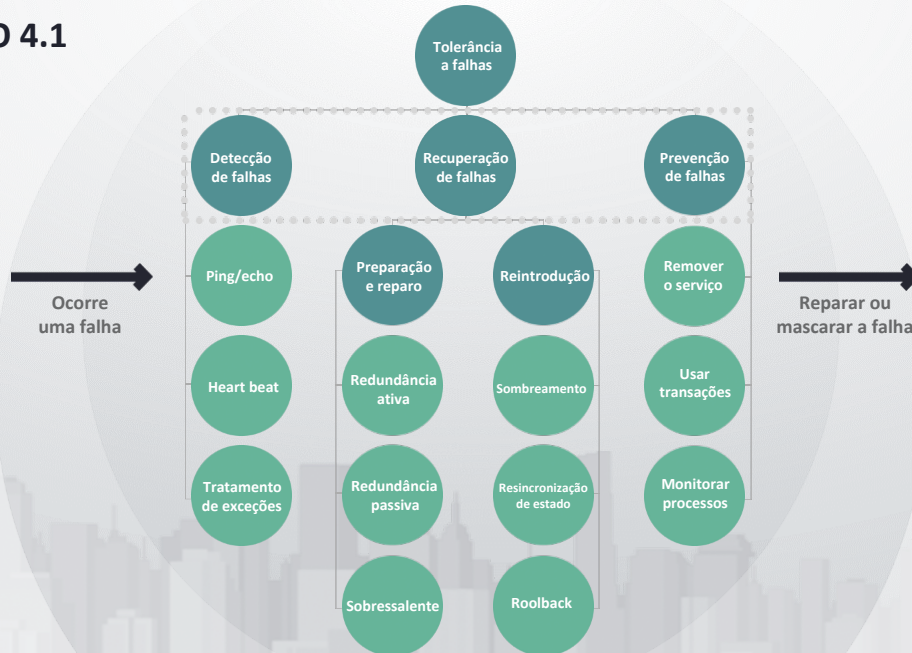 O 4.1
Tolerância
a falhas
Detecção
de falhas
Recuperação
de falhas
Prevenção
de falhas
Ping/echo
Preparação
e reparo
Reintrodução
Remover
o serviço
Ocorre
uma falha
Reparar ou
mascarar a falha
Heart beat
Redundância
ativa
Sombreamento
Usar
transações
Tratamento
de exceções
Redundância
passiva
Resincronização
de estado
Monitorar
processos
Sobressalente
Roolback